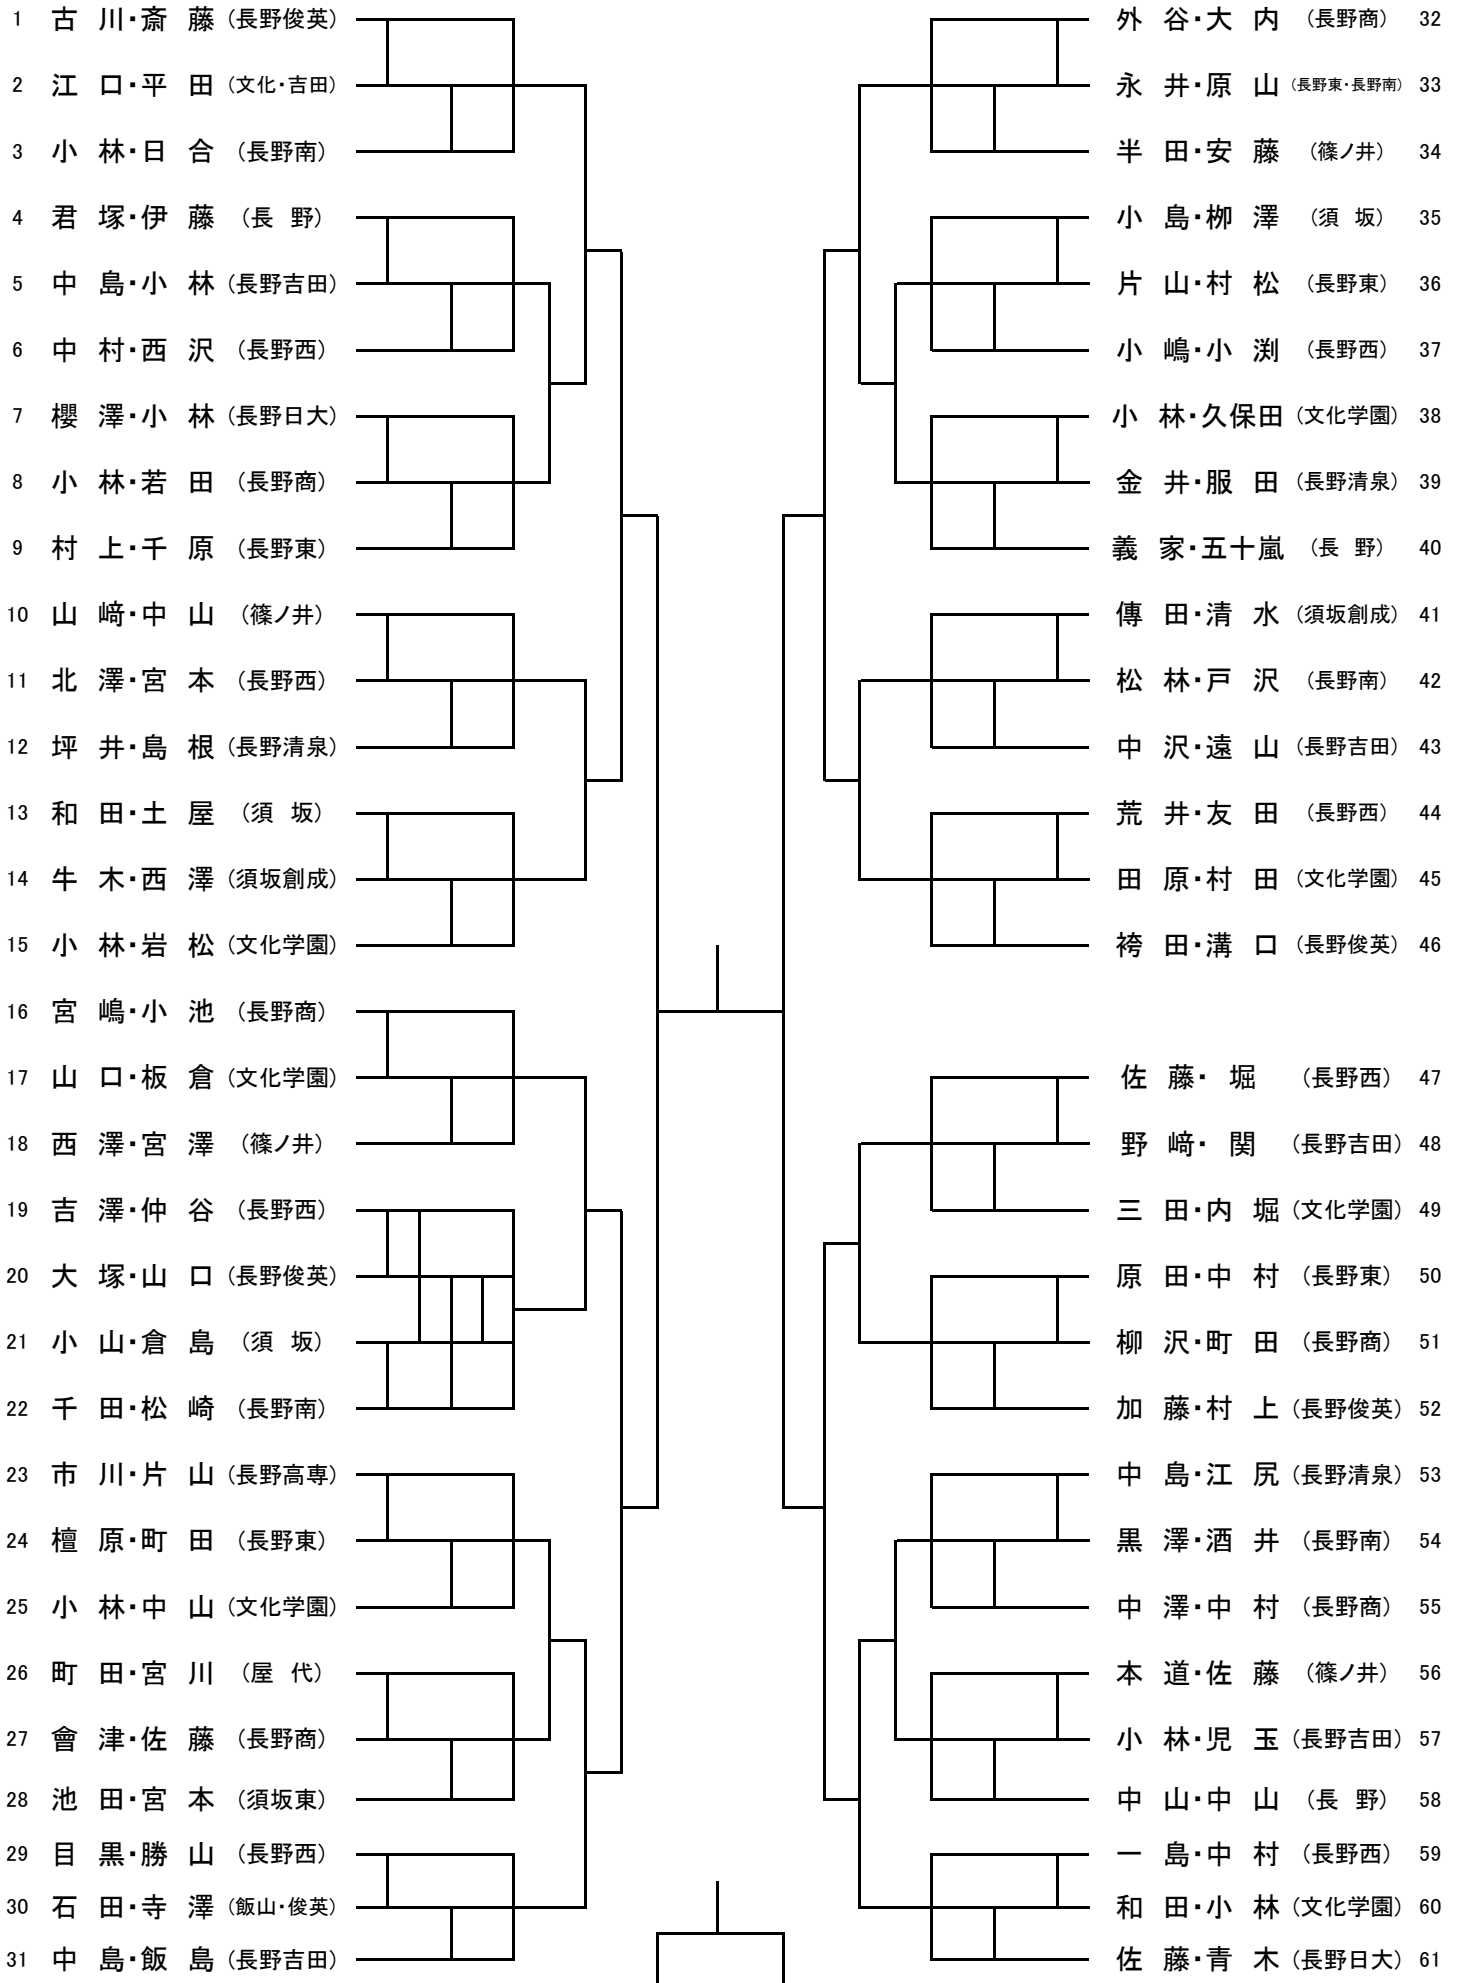 1 古 川・斎 藤 (長野俊英)
2 江 口・平 田 (文化・吉田)
3 小 林・日 合 (長野南)
4 君 塚・伊 藤 (長 野)
5 中 島・小 林 (長野吉田)
6 中 村・西 沢 (長野西)
7 櫻 澤・小 林 (長野日大)
8 小 林・若 田 (長野商)
9 村 上・千 原 (長野東)
10 山 﨑・中 山 (篠ノ井)
11 北 澤・宮 本 (長野西)
12 坪 井・島 根 (長野清泉)
13 和 田・土 屋 (須 坂)
14 牛 木・西 澤 (須坂創成)
15 小 林・岩 松 (文化学園)
16 宮 嶋・小 池 (長野商)
17 山 口・板 倉 (文化学園)
18 西 澤・宮 澤 (篠ノ井)
19 吉 澤・仲 谷 (長野西)
20 大 塚・山 口 (長野俊英)
21 小 山・倉 島 (須 坂)
22 千 田・松 崎 (長野南)
23 市 川・片 山 (長野高専)
24 檀 原・町 田 (長野東)
25 小 林・中 山 (文化学園)
26 町 田・宮 川 (屋 代)
27 會 津・佐 藤 (長野商)
28 池 田・宮 本 (須坂東)
29 目 黒・勝 山 (長野西)
30 石 田・寺 澤 (飯山・俊英)
31 中 島・飯 島 (長野吉田)
外 谷・大 内 (長野商) 32
永 井・原 山 (長野東・長野南) 33
半 田・安 藤 (篠ノ井) 34
小 島・栁 澤 (須 坂) 35
片 山・村 松 (長野東) 36
小 嶋・小 渕 (長野西) 37
小 林・久保田 (文化学園) 38
金 井・服 田 (長野清泉) 39
義 家・五十嵐 (長 野) 40
傳 田・清 水 (須坂創成) 41
松 林・戸 沢 (長野南) 42
中 沢・遠 山 (長野吉田) 43
荒 井・友 田 (長野西) 44
田 原・村 田 (文化学園) 45
袴 田・溝 口 (長野俊英) 46
佐 藤・ 堀 (長野西) 47
野 﨑・ 関 (長野吉田) 48
三 田・内 堀 (文化学園) 49
原 田・中 村 (長野東) 50
柳 沢・町 田 (長野商) 51
加 藤・村 上 (長野俊英) 52
中 島・江 尻 (長野清泉) 53
黒 澤・酒 井 (長野南) 54
中 澤・中 村 (長野商) 55
本 道・佐 藤 (篠ノ井) 56
小 林・児 玉 (長野吉田) 57
中 山・中 山 (長 野) 58
一 島・中 村 (長野西) 59
和 田・小 林 (文化学園) 60
佐 藤・青 木 (長野日大) 61